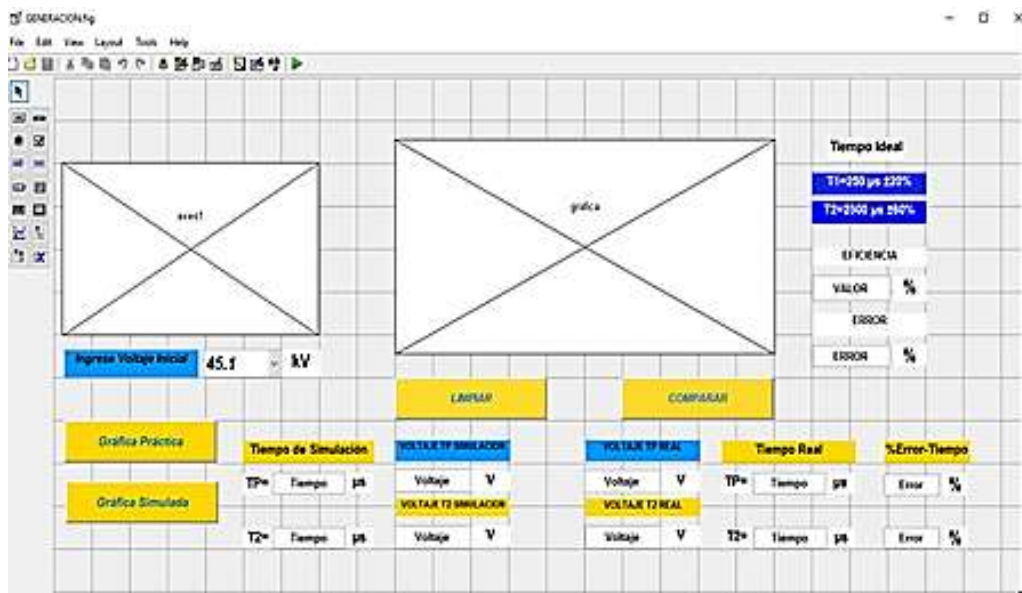 GENERACION.fig
File Edit View Layout Tools Help
Tiempo Ideal
T1=250 µs ±20%
axes1
grafica
T2=2500 µs ±60%
EFICIENCIA
VALOR %
ERROR
Ingrese Voltaje Inicial 45.1 kV
ERROR %
LIMPIAR COMPARAR
Gráfica Práctica
Tiempo de Simulación VOLTAJE TP SIMULADOR VOLTAJE TP REAL Tiempo Real %Error-Tiempo
TP= Tiempo µs Voltaje V Voltaje V TP= Tiempo µs Error %
Gráfica Simulada
VOLTAJE T2 SIMULADOR VOLTAJE T2 REAL
T2= Tiempo µs Voltaje V Voltaje V T2= Tiempo µs Error %